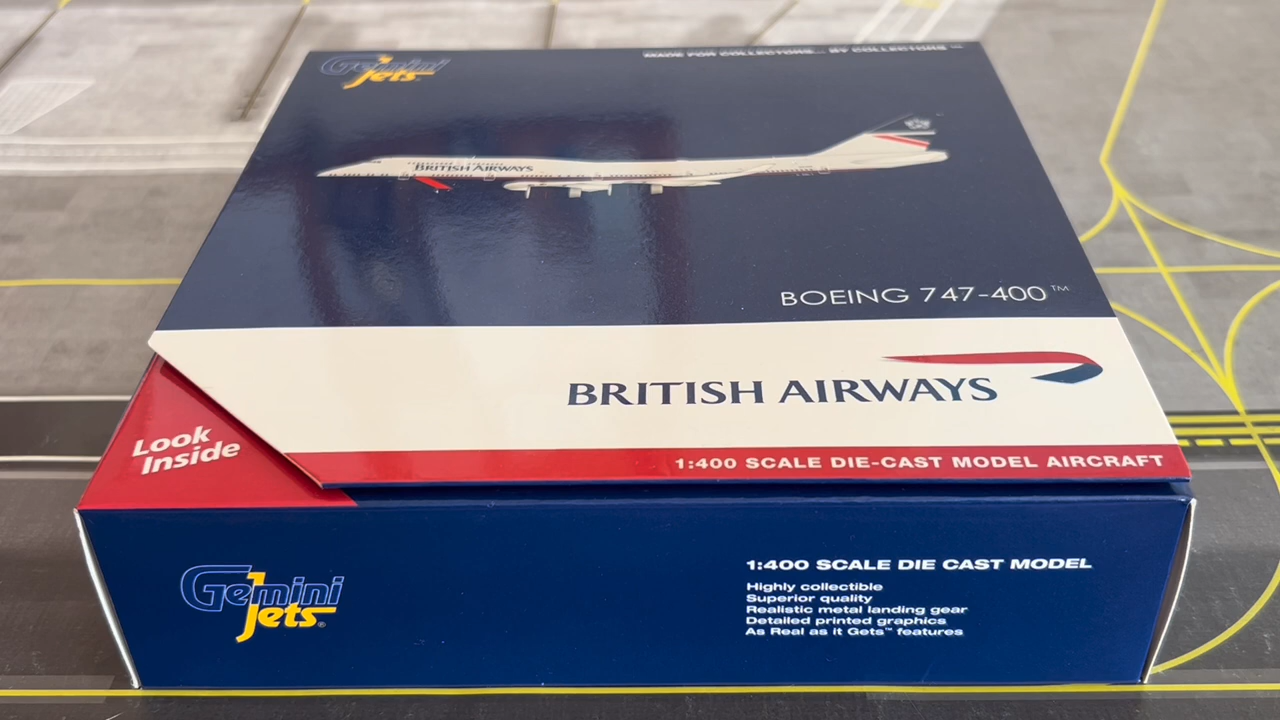 Gemini
Jets
MADE FOR COLLECTORS... BY COLLECTORS™
BRITISH AIRWAYS
BOEING 747-400™
BRITISH AIRWAYS
Look
Inside
1:400 SCALE DIE-CAST MODEL AIRCRAFT
Gemini
Jets®
1:400 SCALE DIE CAST MODEL
Highly collectible
Superior quality
Realistic metal landing gear
Detailed printed graphics
As Real as it Gets™ features